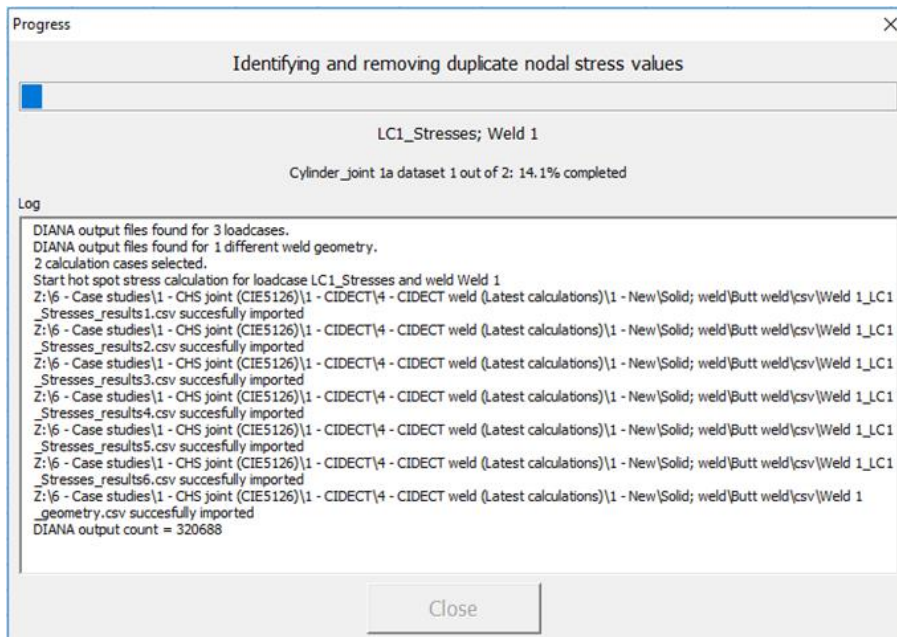 Progress
Identifying and removing duplicate nodal stress values
LC1_Stresses; Weld 1
Cylinder_joint 1a dataset 1 out of 2: 14.1% completed
Log
DIANA output files found for 3 loadcases.
DIANA output files found for 1 different weld geometry.
2 calculation cases selected.
Start hot spot stress calculation for loadcase LC1_Stresses and weld Weld 1
Z:\6 - Case studies\1 - CHS joint (CIE5126)\1 - CIDECT\4 - CIDECT weld (Latest calculations)\1 - New\Solid; weld\Butt weld\csv\Weld 1_LC1
_Stresses_results1.csv succesfully imported
Z:\6 - Case studies\1 - CHS joint (CIE5126)\1 - CIDECT\4 - CIDECT weld (Latest calculations)\1 - New\Solid; weld\Butt weld\csv\Weld 1_LC1
_Stresses_results2.csv succesfully imported
Z:\6 - Case studies\1 - CHS joint (CIE5126)\1 - CIDECT\4 - CIDECT weld (Latest calculations)\1 - New\Solid; weld\Butt weld\csv\Weld 1_LC1
_Stresses_results3.csv succesfully imported
Z:\6 - Case studies\1 - CHS joint (CIE5126)\1 - CIDECT\4 - CIDECT weld (Latest calculations)\1 - New\Solid; weld\Butt weld\csv\Weld 1_LC1
_Stresses_results4.csv succesfully imported
Z:\6 - Case studies\1 - CHS joint (CIE5126)\1 - CIDECT\4 - CIDECT weld (Latest calculations)\1 - New\Solid; weld\Butt weld\csv\Weld 1_LC1
_Stresses_results5.csv succesfully imported
Z:\6 - Case studies\1 - CHS joint (CIE5126)\1 - CIDECT\4 - CIDECT weld (Latest calculations)\1 - New\Solid; weld\Butt weld\csv\Weld 1_LC1
_Stresses_results6.csv succesfully imported
Z:\6 - Case studies\1 - CHS joint (CIE5126)\1 - CIDECT\4 - CIDECT weld (Latest calculations)\1 - New\Solid; weld\Butt weld\csv\Weld 1
_geometry.csv succesfully imported
DIANA output count = 320688
Close